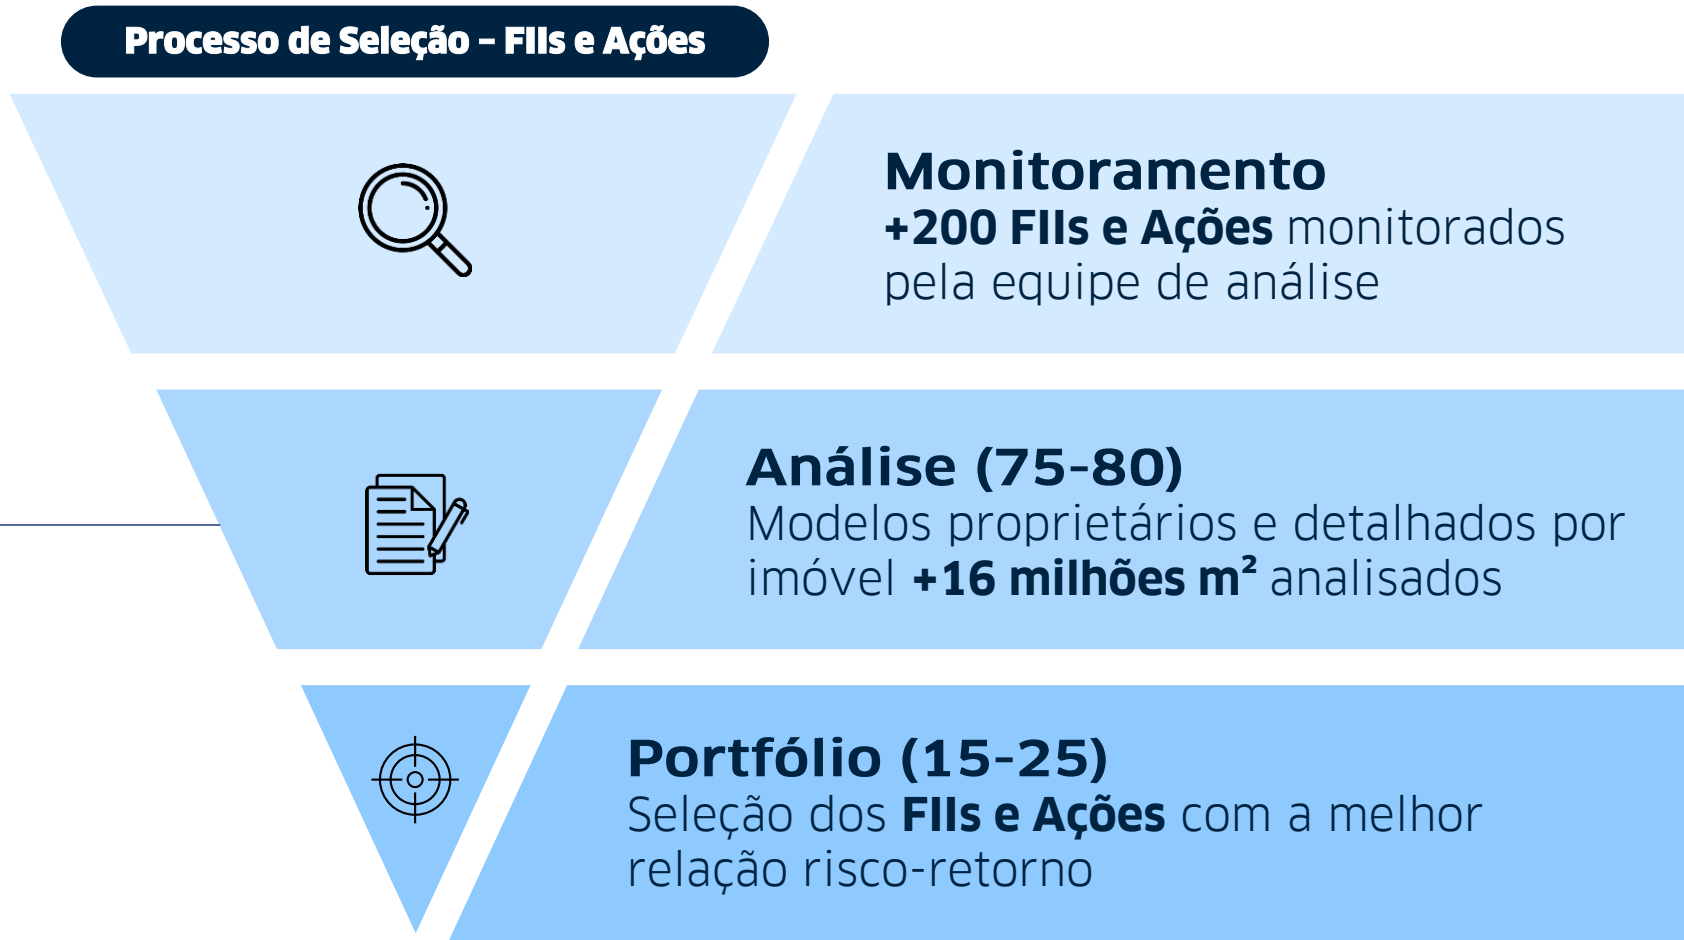 Processo de Seleção – FIIs e Ações
Monitoramento
+200 FIIs e Ações monitorados
pela equipe de análise
Análise (75-80)
Modelos proprietários e detalhados por
imóvel +16 milhões m² analisados
Portfólio (15-25)
Seleção dos FIIs e Ações com a melhor
relação risco-retorno